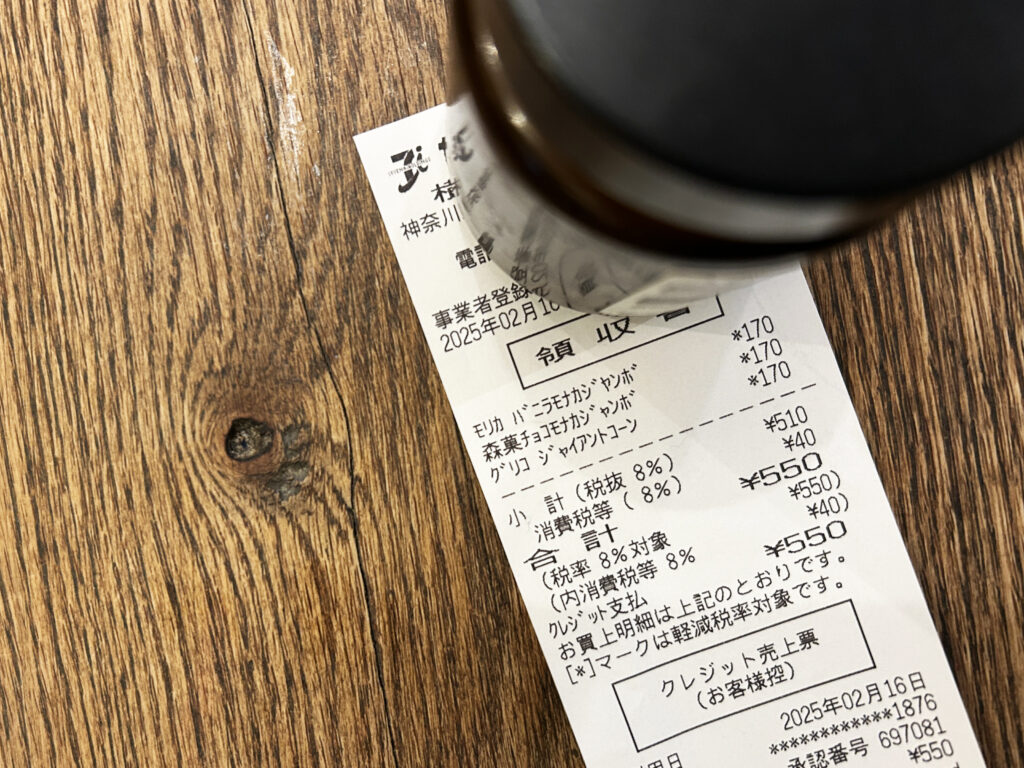 神奈川
電話
事業者登録
2025年02月16
領収書
モリカ バニラモナカジャンボ *170
森菓チョコモナカジャンボ *170
グリコ ジャイアントコーン *170
小 計(税抜 8%) ¥510
消費税等( 8%) ¥40
合 計 ¥550
(税率 8%対象 ¥550)
(内消費税等 8% ¥40)
クレジット支払 ¥550
お買上明細は上記のとおりです。
[*]マークは軽減税率対象です。
クレジット売上票
(お客様控)
2025年02月16日
************1876
承認番号 697081
¥550